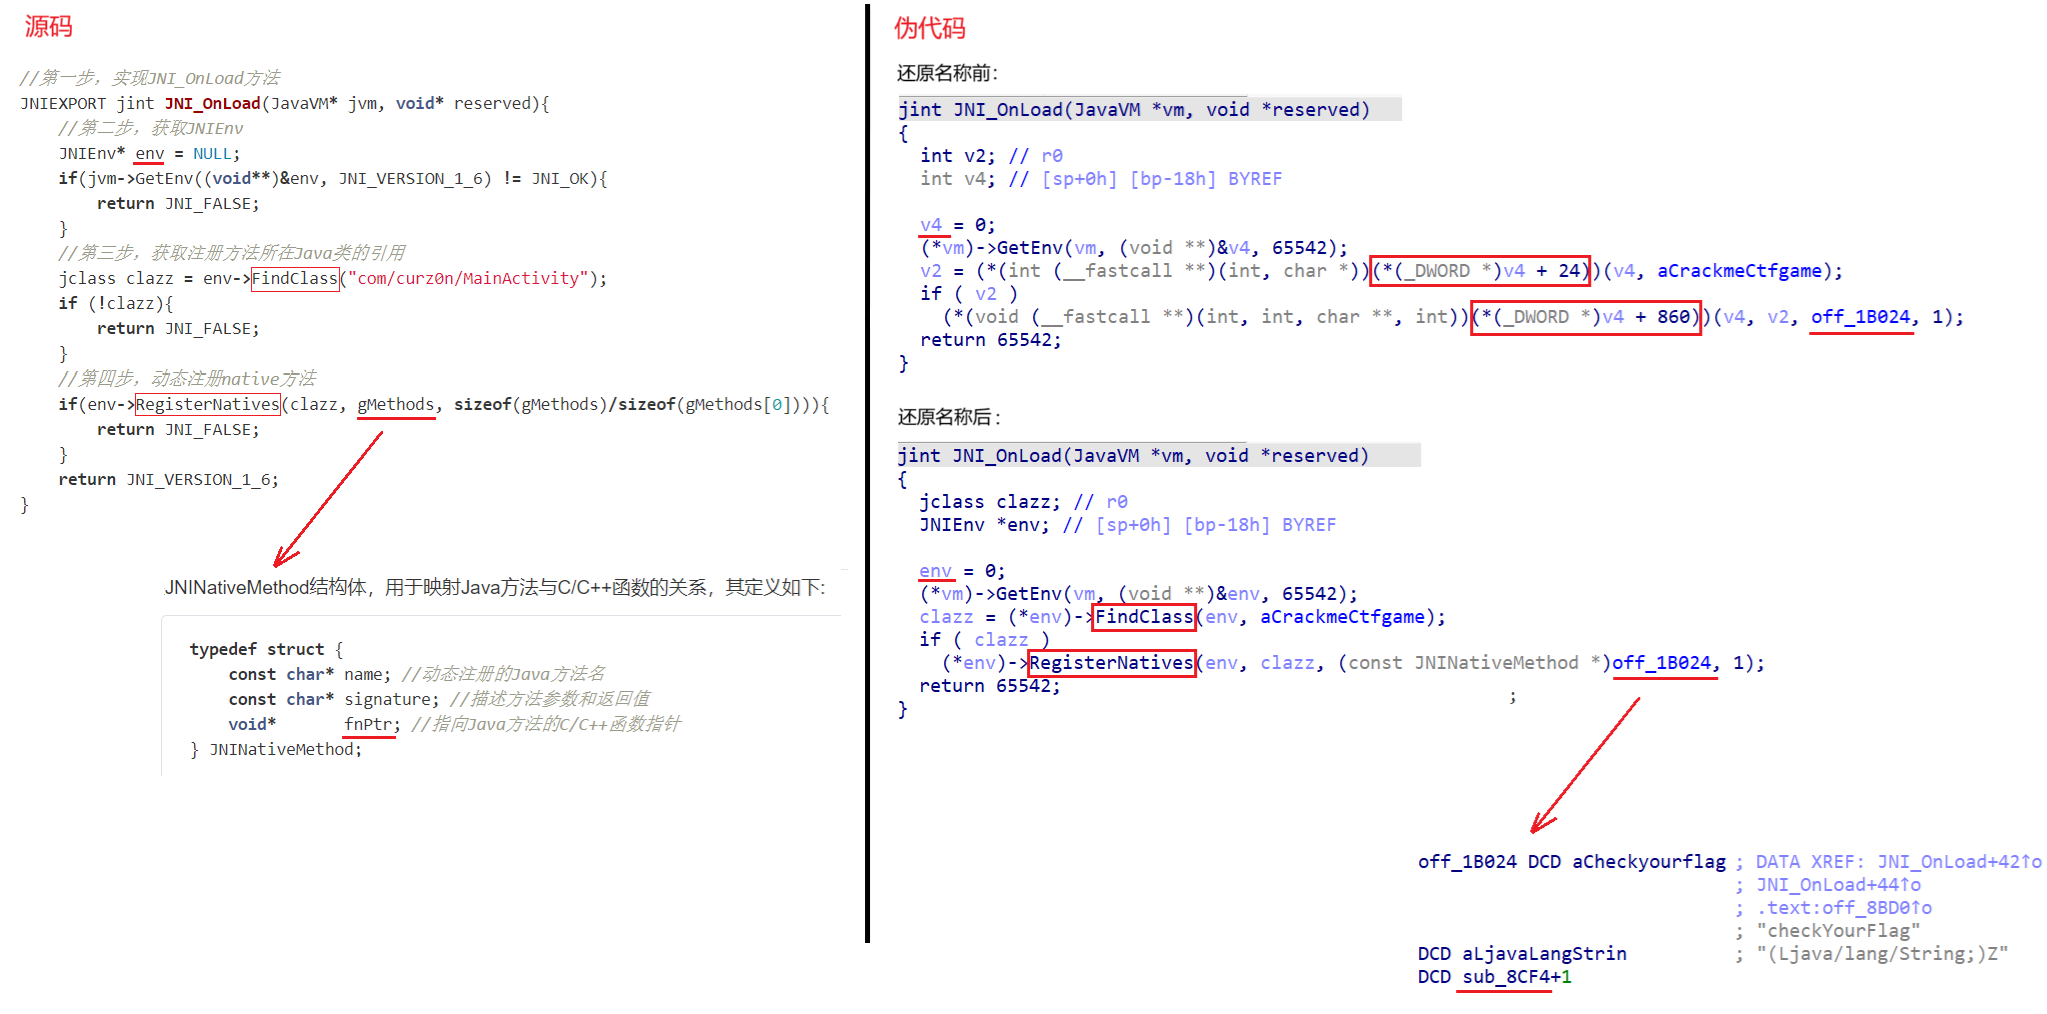 源码
//第一步，实现JNI_OnLoad方法
JNIEXPORT jint JNI_OnLoad(JavaVM* jvm, void* reserved){
    //第二步，获取JNIEnv
    JNIEnv* env = NULL;
    if(jvm->GetEnv((void**)&env, JNI_VERSION_1_6) != JNI_OK){
        return JNI_FALSE;
    }
    //第三步，获取注册方法所在Java类的引用
    jclass clazz = env->FindClass("com/curz0n/MainActivity");
    if (!clazz){
        return JNI_FALSE;
    }
    //第四步，动态注册native方法
    if(env->RegisterNatives(clazz, gMethods, sizeof(gMethods)/sizeof(gMethods[0]))){
        return JNI_FALSE;
    }
    return JNI_VERSION_1_6;
}
JNINativeMethod结构体，用于映射Java方法与C/C++函数的关系，其定义如下:
typedef struct {
    const char* name; //动态注册的Java方法名
    const char* signature; //描述方法参数和返回值
    void*       fnPtr; //指向Java方法的C/C++函数指针
} JNINativeMethod;
伪代码
还原名称前:
jint JNI_OnLoad(JavaVM *vm, void *reserved)
{
  int v2; // r0
  int v4; // [sp+0h] [bp-18h] BYREF
  v4 = 0;
  (*vm)->GetEnv(vm, (void **)&v4, 65542);
  v2 = (*(int (__fastcall **)(int, char *))(*(_DWORD *)v4 + 24))(v4, aCrackmeCtfgame);
  if ( v2 )
    (*(void (__fastcall **)(int, int, char **, int))(*(_DWORD *)v4 + 860))(v4, v2, off_1B024, 1);
  return 65542;
}
还原名称后:
jint JNI_OnLoad(JavaVM *vm, void *reserved)
{
  jclass clazz; // r0
  JNIEnv *env; // [sp+0h] [bp-18h] BYREF
  env = 0;
  (*vm)->GetEnv(vm, (void **)&env, 65542);
  clazz = (*env)->FindClass(env, aCrackmeCtfgame);
  if ( clazz )
    (*env)->RegisterNatives(env, clazz, (const JNINativeMethod *)off_1B024, 1);
  return 65542;
;
}
off_1B024 DCD aCheckyourflag ; DATA XREF: JNI_OnLoad+42↑o
; JNI_OnLoad+44↑o
; .text:off_8BD0↑o
; "checkYourFlag"
DCD aLjavaLangStrin ; "(Ljava/lang/String;)Z"
DCD sub_8CF4+1